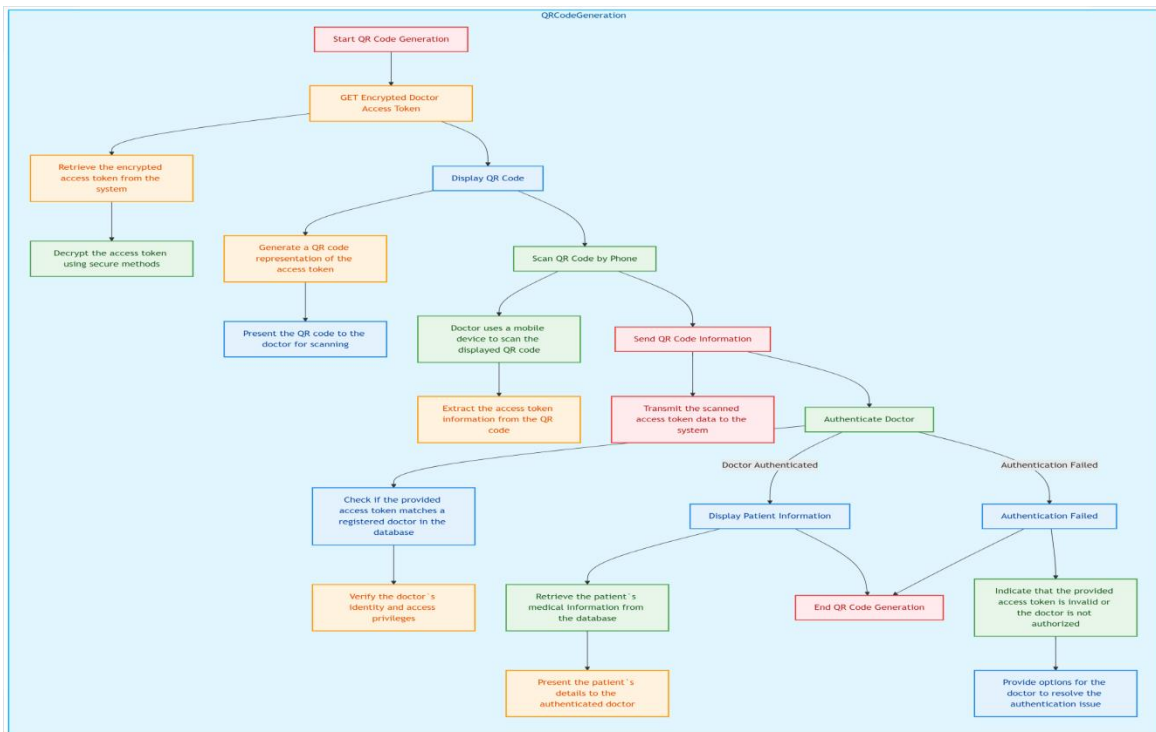 QRCodeGeneration
Start QR Code Generation
GET Encrypted Doctor
Access Token
Retrieve the encrypted
access token from the
system
Display QR Code
Decrypt the access token
using secure methods
Generate a QR code
representation of the
access token
Scan QR Code by Phone
Present the QR code to the
doctor for scanning
Doctor uses a mobile
device to scan the
displayed QR code
Send QR Code Information
Extract the access token
information from the QR
code
Transmit the scanned
access token data to the
system
Authenticate Doctor
Doctor Authenticated
Authentication Failed
Check if the provided
access token matches a
registered doctor in the
database
Display Patient Information
Authentication Failed
Verify the doctor`s
identity and access
privileges
Retrieve the patient`s
medical information from
the database
End QR Code Generation
Indicate that the provided
access token is invalid or
the doctor is not
authorized
Present the patient`s
details to the
authenticated doctor
Provide options for the
doctor to resolve the
authentication issue